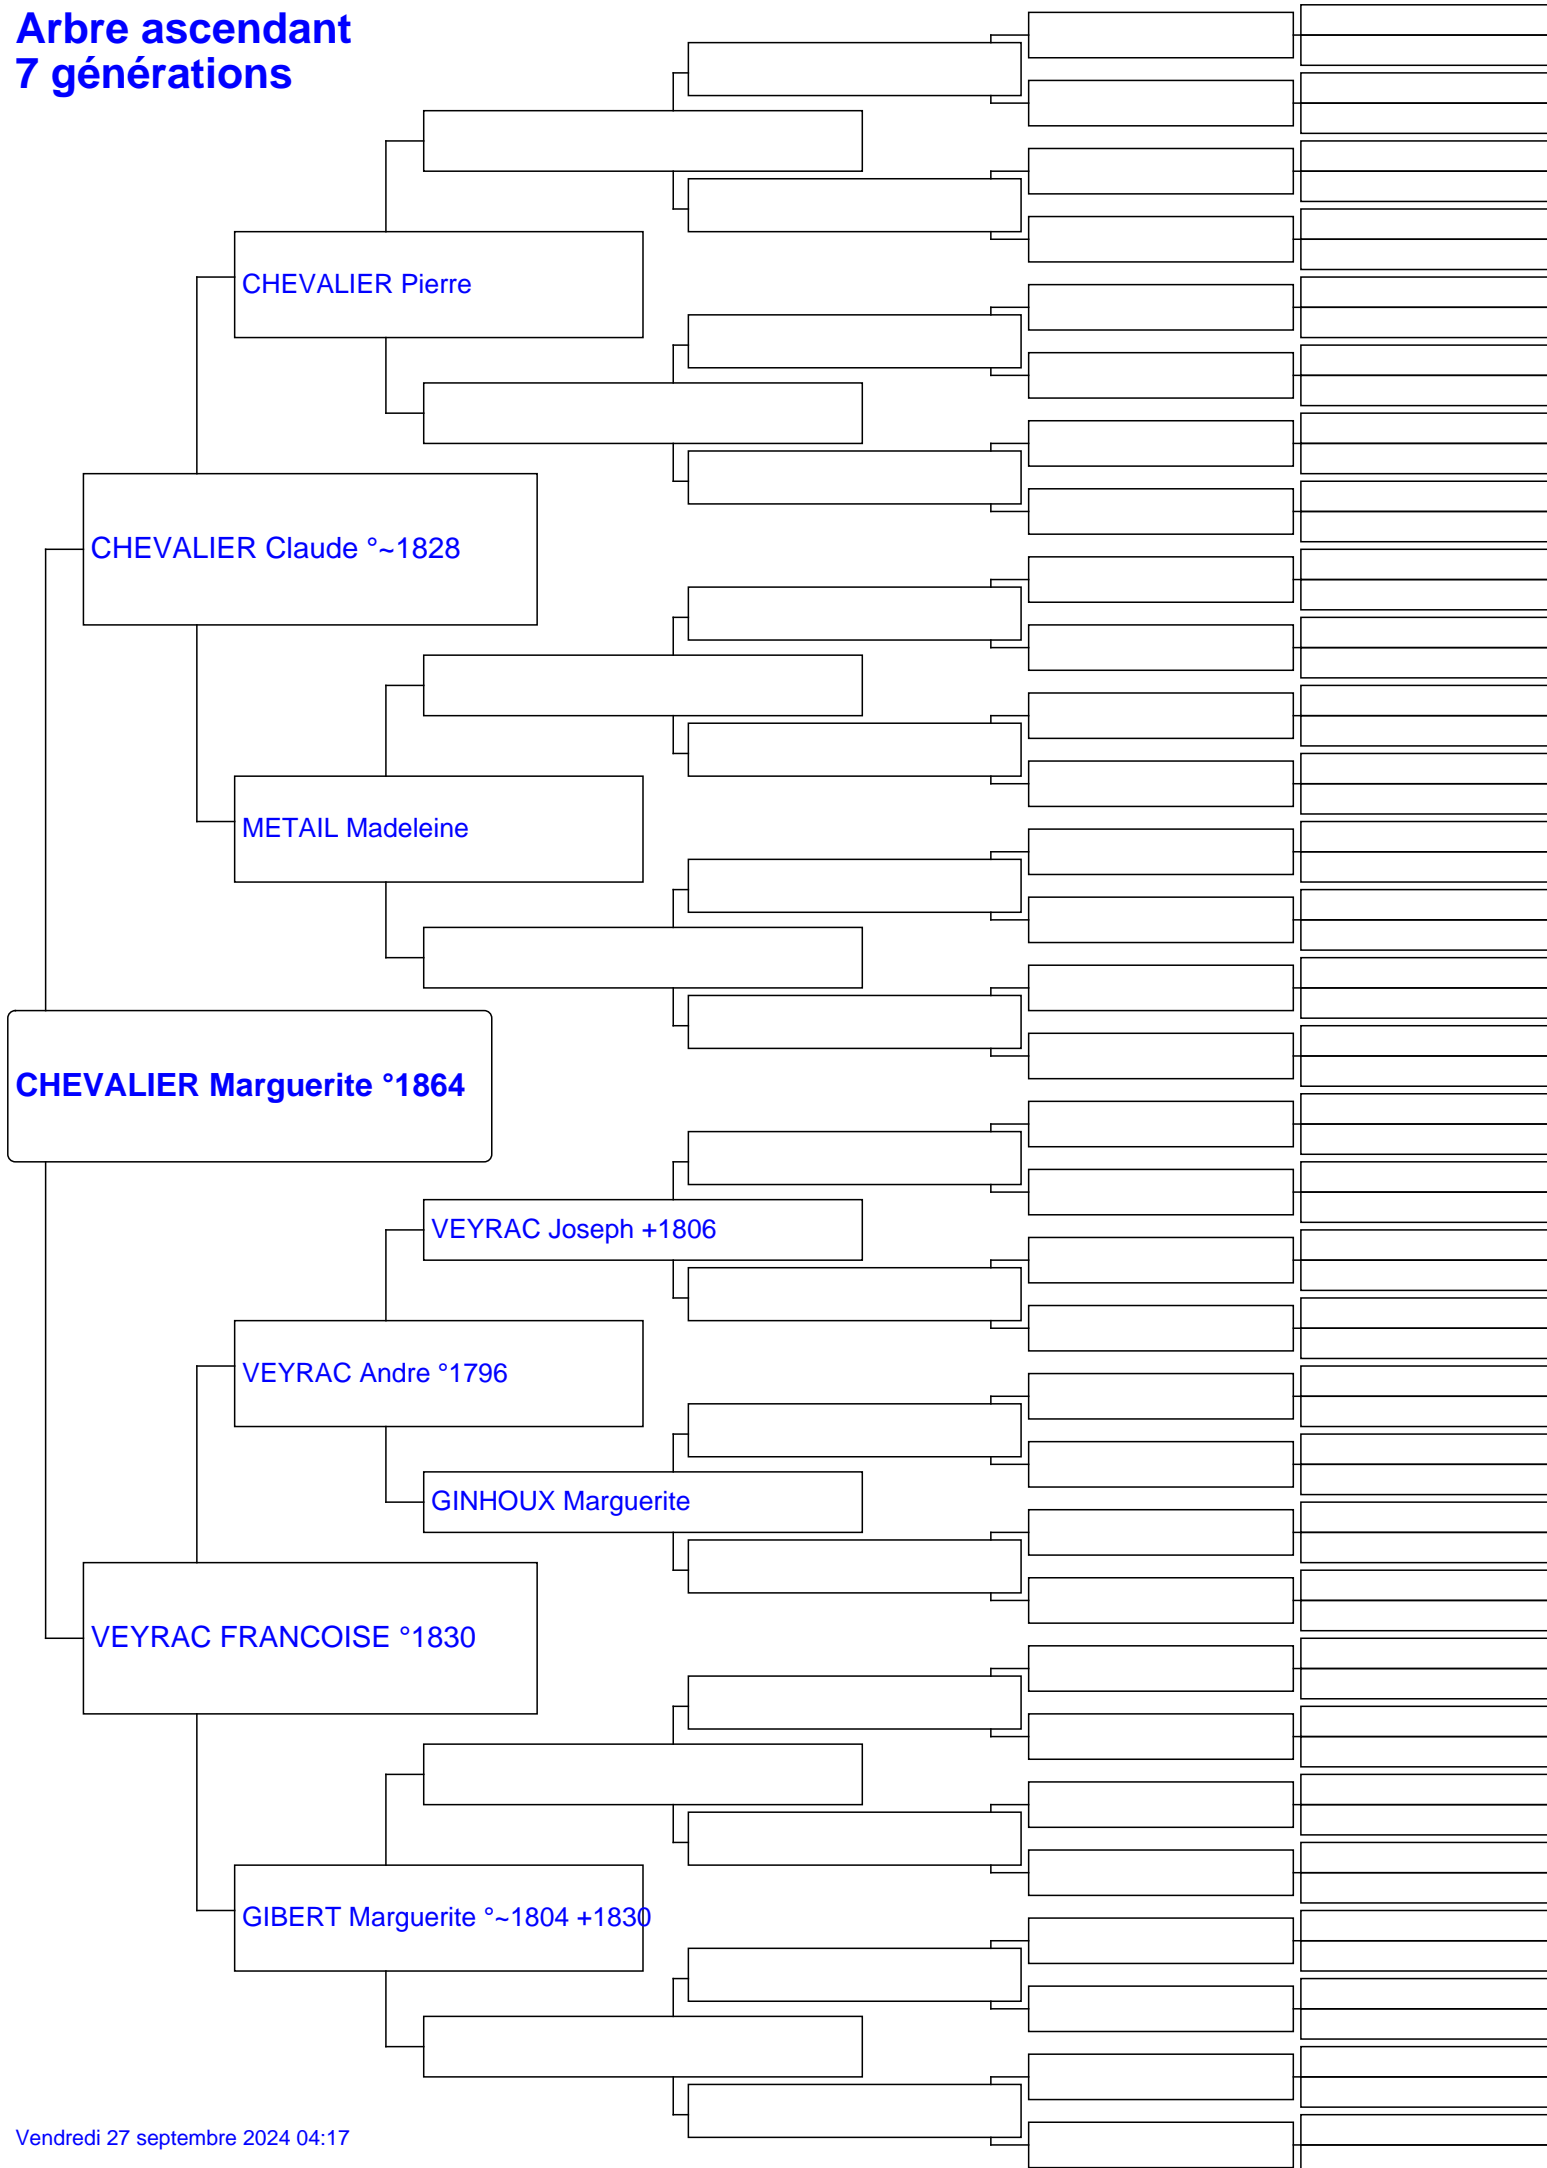 Arbre ascendant
7 générations
CHEVALIER Pierre
CHEVALIER Claude °~1828
METAIL Madeleine
CHEVALIER Marguerite °1864
VEYRAC Joseph +1806
VEYRAC Andre °1796
GINHOUX Marguerite
VEYRAC FRANCOISE °1830
GIBERT Marguerite °~1804 +1830
Vendredi 27 septembre 2024 04:17